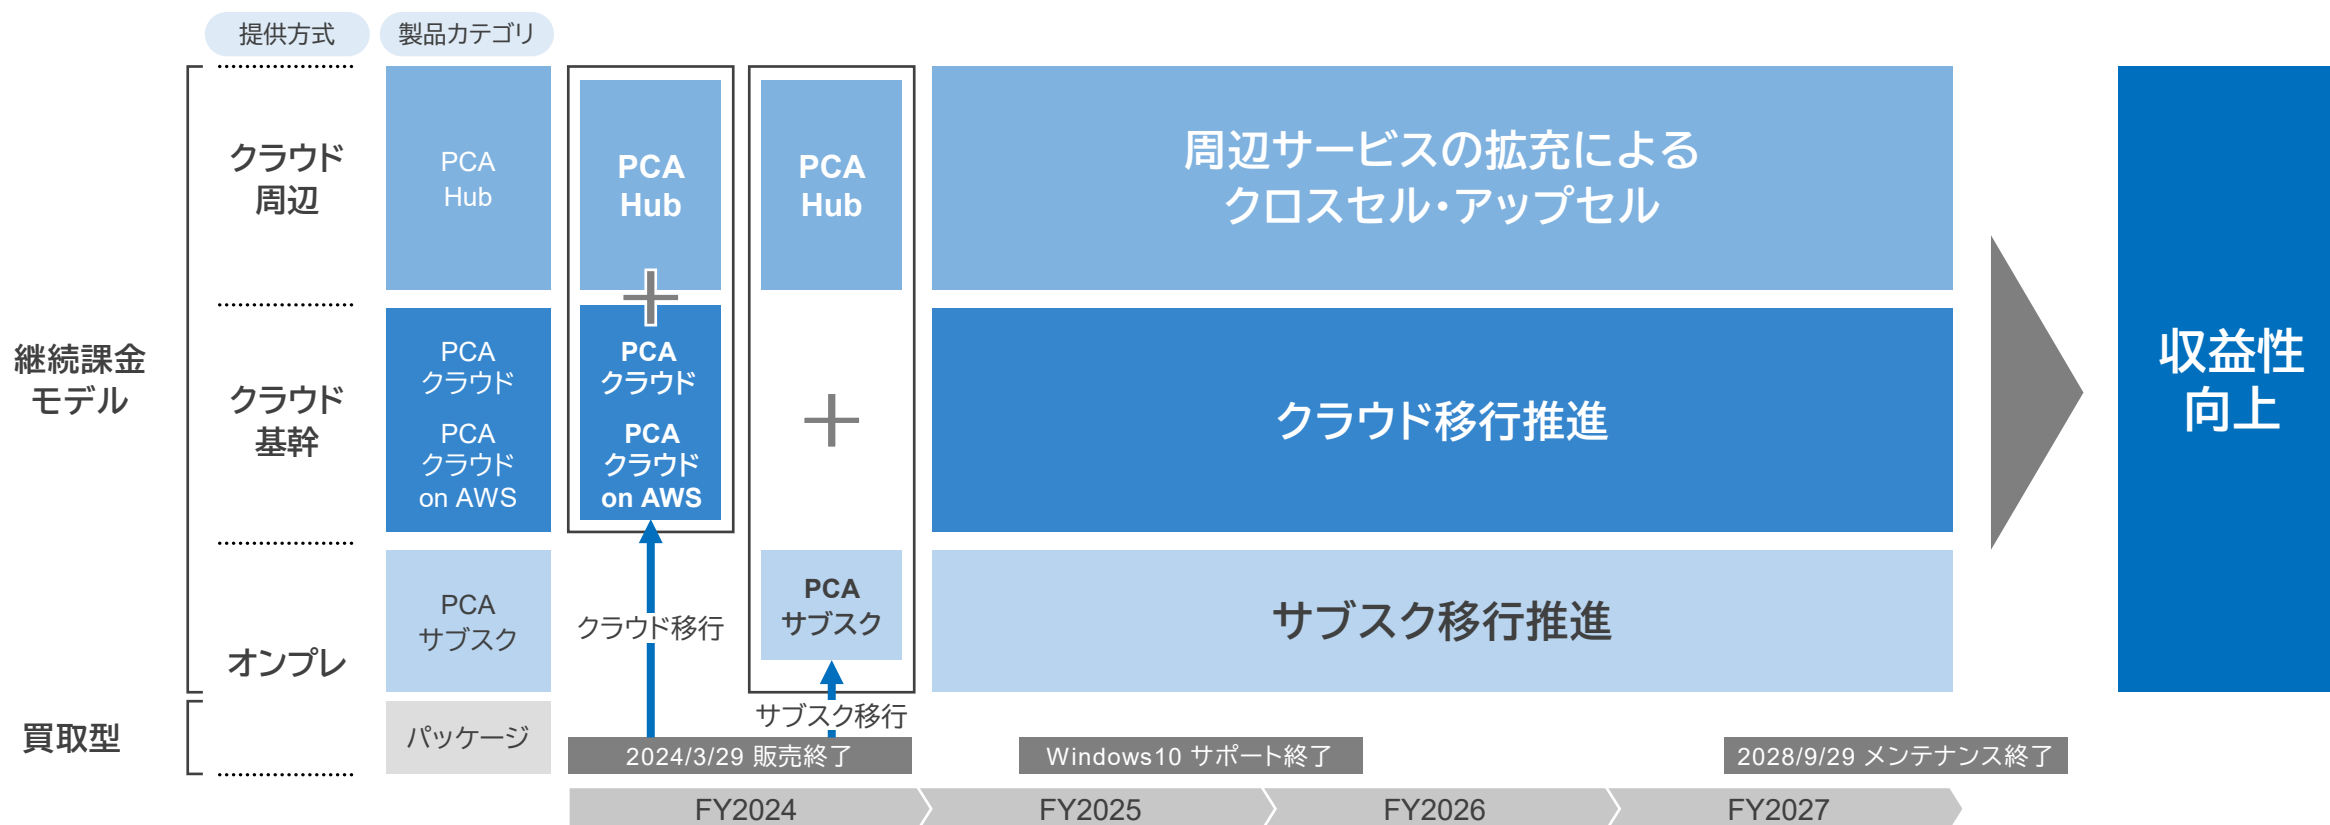 提供方式
製品カテゴリ
継続課金
モデル
買取型
クラウド
周辺
クラウド
基幹
オンプレ
PCA
Hub
PCA
クラウド
PCA
クラウド
on AWS
PCA
サブスク
パッケージ
PCA
Hub
PCA
クラウド
PCA
クラウド
on AWS
クラウド移行
PCA
Hub
PCA
サブスク
サブスク移行
周辺サービスの拡充による
クロスセル・アップセル
クラウド移行推進
サブスク移行推進
収益性
向上
2024/3/29 販売終了
Windows10 サポート終了
2028/9/29 メンテナンス終了
FY2024
FY2025
FY2026
FY2027